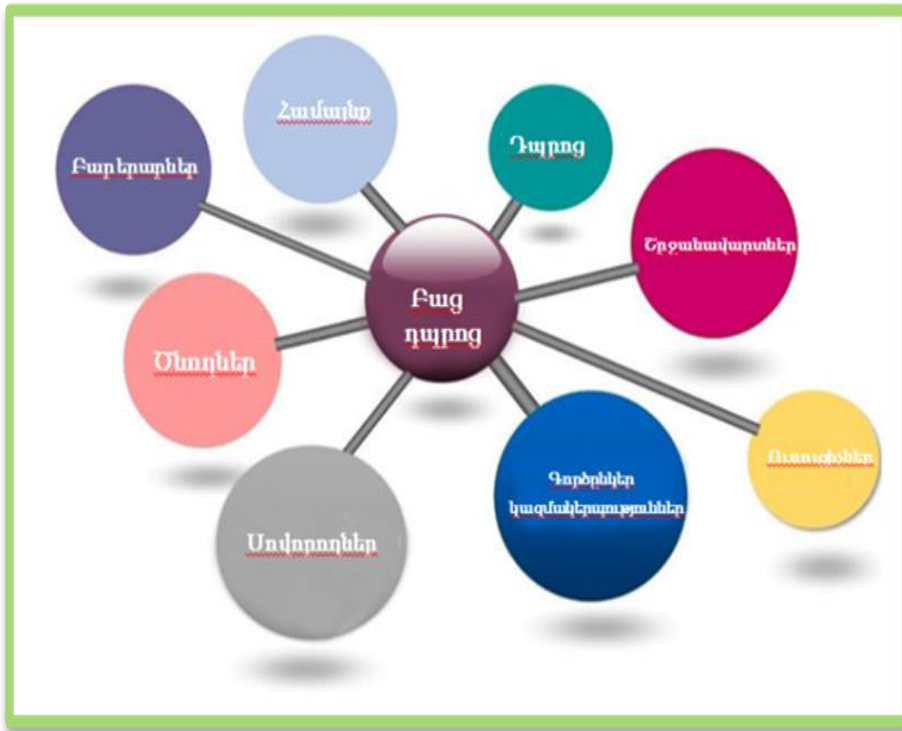 Համայնք
Դպրոց
Բարերարներ
Շրջանավարտներ
Բաց
դպրոց
Ծնողներ
Ուսուցիչներ
Գործընկեր
կազմակերպություններ
Սովորողներ